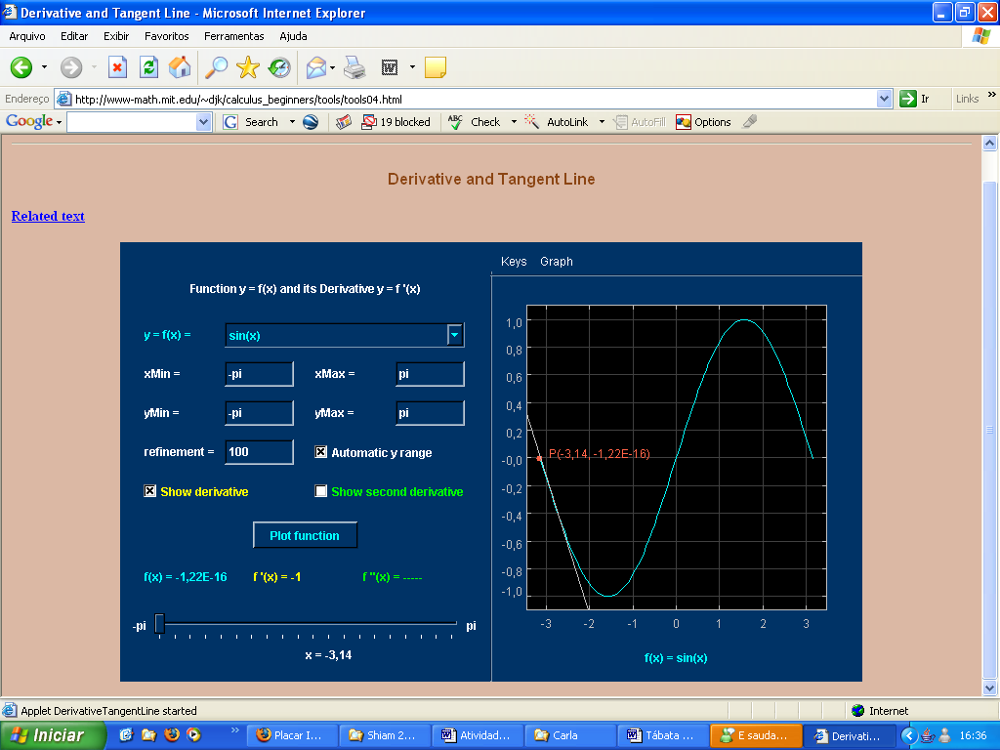 Derivative and Tangent Line - Microsoft Internet Explorer
Arquivo Editar Exibir Favoritos Ferramentas Ajuda
Endereço http://www-math.mit.edu/~djk/calculus_beginners/tools/tools04.html Ir Links »
Google G Search 19 blocked ABC Check AutoLink AutoFill Options
Derivative and Tangent Line
Related text
Keys Graph
Function y = f(x) and its Derivative y = f '(x)
y = f(x) = sin(x)
xMin = -pi xMax = pi
yMin = -pi yMax = pi
refinement = 100 Automatic y range
Show derivative Show second derivative
Plot function
f(x) = -1,22E-16 f '(x) = -1 f ''(x) = -----
-pi pi
x = -3,14
1,0
0,8
0,6
0,4
0,2
-0,0
P(-3,14, -1,22E-16)
-0,2
-0,4
-0,6
-0,8
-1,0
-3 -2 -1 0 1 2 3
f(x) = sin(x)
Applet DerivativeTangentLine started Internet
Iniciar » Placar I... Shiam 2... Atividad... Carla Tábata ... E sauda... Derivati... 16:36